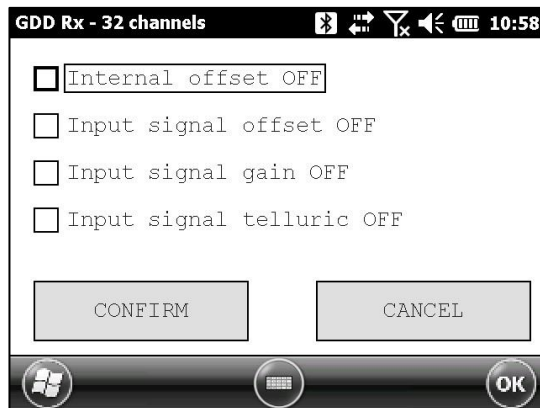 GDD Rx - 32 channels 10:58
Internal offset OFF
Input signal offset OFF
Input signal gain OFF
Input signal telluric OFF
CONFIRM CANCEL
OK